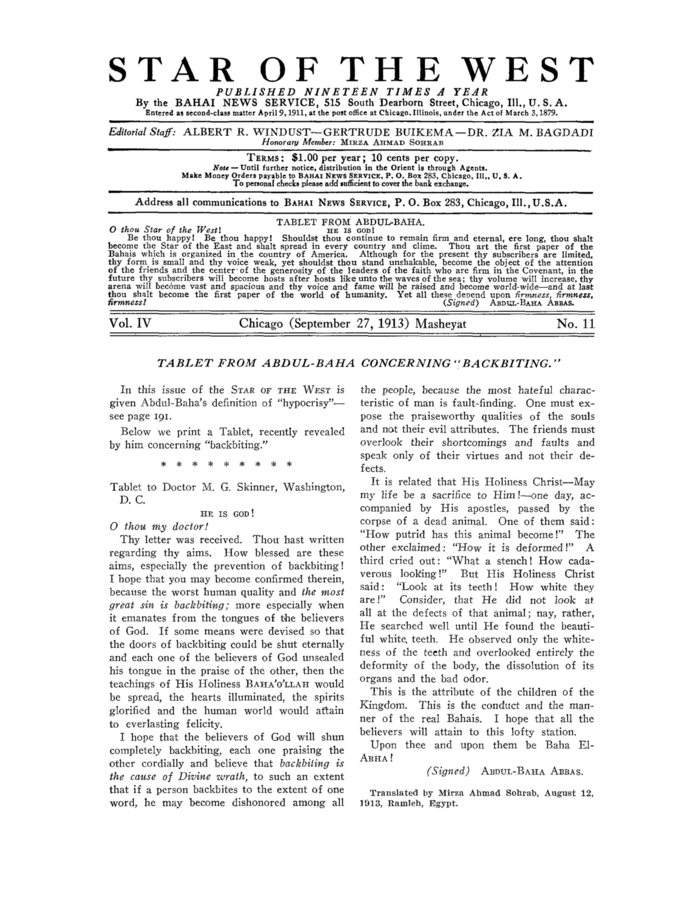 STAR OF THE WEST
PUBLISHED NINETEEN TIMES A YEAR
By the BAHAI NEWS SERVICE, 515 South Dearborn Street, Chicago, Ill., U. S. A.
Entered as second-class matter April 9, 1911, at the post office at Chicago, Illinois, under the Act of March 3, 1879.
Editorial Staff: ALBERT R. WINDUST—GERTRUDE BUIKEMA—DR. ZIA M. BAGDADI
Honorary Member: MIRZA AHMAD SOHRAB
TERMS: $1.00 per year; 10 cents per copy.
Note — Until further notice, distribution in the Orient is through Agents.
Make Money Orders payable to BAHAI NEWS SERVICE, P. O. Box 283, Chicago, Ill., U. S. A.
To personal checks please add sufficient to cover the bank exchange.
Address all communications to BAHAI NEWS SERVICE, P. O. Box 283, Chicago, Ill., U.S.A.
TABLET FROM ABDUL-BAHA.
O thou Star of the West! HE IS GOD!
Be thou happy! Be thou happy! Shouldst thou continue to remain firm and eternal, ere long, thou shalt
become the Star of the East and shalt spread in every country and clime. Thou art the first paper of the
Bahais which is organized in the country of America. Although for the present thy subscribers are limited,
thy form is small and thy voice weak, yet shouldst thou stand unshakable, become the object of the attention
of the friends and the center of the generosity of the leaders of the faith who are firm in the Covenant, in the
future thy subscribers will become hosts after hosts like unto the waves of the sea; thy volume will increase, thy
arena will become vast and spacious and thy voice and fame will be raised and become world-wide—and at last
thou shalt become the first paper of the world of humanity. Yet all these depend upon firmness, firmness,
firmness! (Signed) ABDUL-BAHA ABBAS.
Vol. IV Chicago (September 27, 1913) Masheyat No. 11
TABLET FROM ABDUL-BAHA CONCERNING "BACKBITING."
In this issue of the STAR OF THE WEST is
given Abdul-Baha's definition of "hypocrisy"—
see page 191.
Below we print a Tablet, recently revealed
by him concerning "backbiting."
* * * * * * * * *
Tablet to Doctor M. G. Skinner, Washington,
D. C.
HE IS GOD!
O thou my doctor!
Thy letter was received. Thou hast written
regarding thy aims. How blessed are these
aims, especially the prevention of backbiting!
I hope that you may become confirmed therein,
because the worst human quality and the most
great sin is backbiting; more especially when
it emanates from the tongues of the believers
of God. If some means were devised so that
the doors of backbiting could be shut eternally
and each one of the believers of God unsealed
his tongue in the praise of the other, then the
teachings of His Holiness BAHA'O'LLAH would
be spread, the hearts illuminated, the spirits
glorified and the human world would attain
to everlasting felicity.
I hope that the believers of God will shun
completely backbiting, each one praising the
other cordially and believe that backbiting is
the cause of Divine wrath, to such an extent
that if a person backbites to the extent of one
word, he may become dishonored among all
the people, because the most hateful charac-
teristic of man is fault-finding. One must ex-
pose the praiseworthy qualities of the souls
and not their evil attributes. The friends must
overlook their shortcomings and faults and
speak only of their virtues and not their de-
fects.
It is related that His Holiness Christ—May
my life be a sacrifice to Him!—one day, ac-
companied by His apostles, passed by the
corpse of a dead animal. One of them said:
"How putrid has this animal become!" The
other exclaimed: "How it is deformed!" A
third cried out: "What a stench! How cada-
verous looking!" But His Holiness Christ
said: "Look at its teeth! How white they
are!" Consider, that He did not look at
all at the defects of that animal; nay, rather,
He searched well until He found the beauti-
ful white teeth. He observed only the white-
ness of the teeth and overlooked entirely the
deformity of the body, the dissolution of its
organs and the bad odor.
This is the attribute of the children of the
Kingdom. This is the conduct and the man-
ner of the real Bahais. I hope that all the
believers will attain to this lofty station.
Upon thee and upon them be Baha El-
ABHA!
(Signed) ABDUL-BAHA ABBAS.
Translated by Mirza Ahmad Sohrab, August 12,
1913, Ramleh, Egypt.